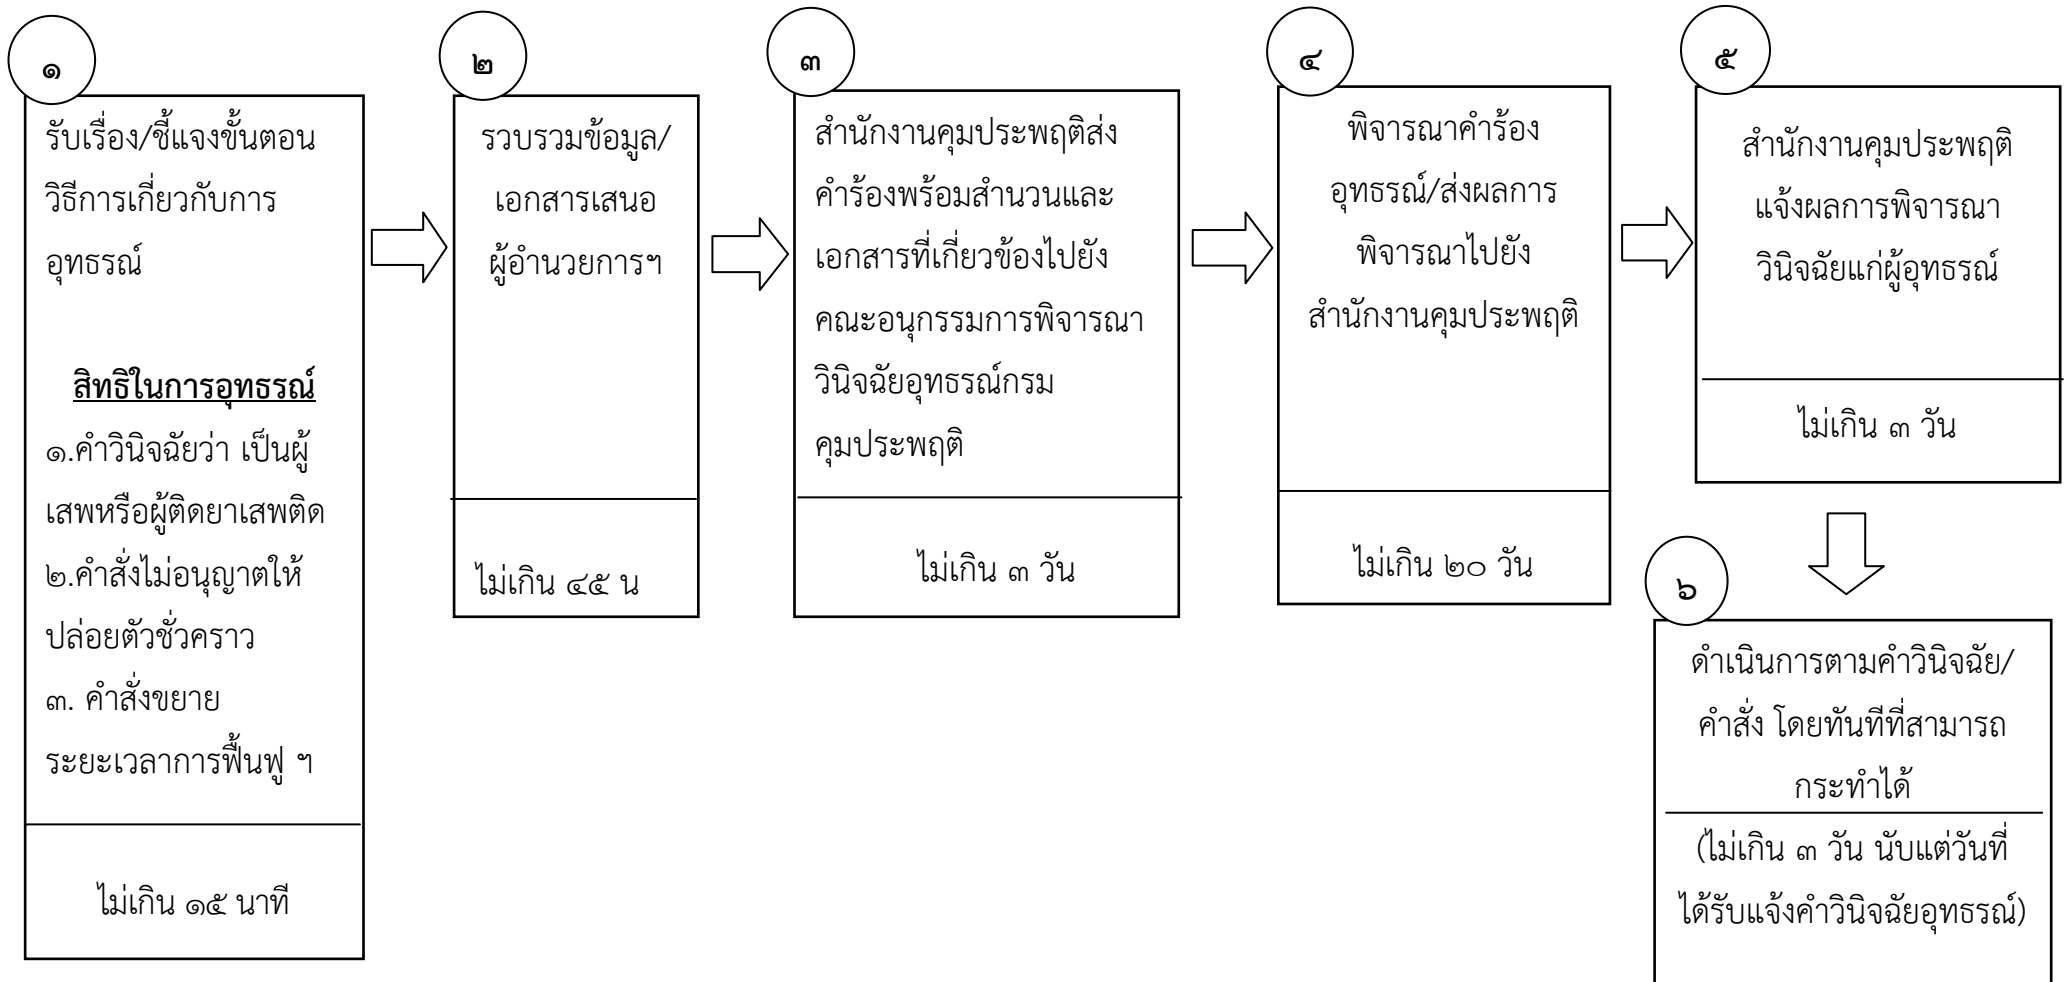 ๑
รับเรื่อง/ชี้แจงขั้นตอน
วิธีการเกี่ยวกับการ
อุทธรณ์
สิทธิในการอุทธรณ์
๑.คำวินิจฉัยว่า เป็นผู้
เสพหรือผู้ติดยาเสพติด
๒.คำสั่งไม่อนุญาตให้
ปล่อยตัวชั่วคราว
๓. คำสั่งขยาย
ระยะเวลาการฟื้นฟู ฯ
ไม่เกิน ๑๕ นาที
๒
รวบรวมข้อมูล/
เอกสารเสนอ
ผู้อำนวยการฯ
ไม่เกิน ๔๕ น
๓
สำนักงานคุมประพฤติส่ง
คำร้องพร้อมสำนวนและ
เอกสารที่เกี่ยวข้องไปยัง
คณะอนุกรรมการพิจารณา
วินิจฉัยอุทธรณ์กรม
คุมประพฤติ
ไม่เกิน ๓ วัน
๔
พิจารณาคำร้อง
อุทธรณ์/ส่งผลการ
พิจารณาไปยัง
สำนักงานคุมประพฤติ
ไม่เกิน ๒๐ วัน
๕
สำนักงานคุมประพฤติ
แจ้งผลการพิจารณา
วินิจฉัยแก่ผู้อุทธรณ์
ไม่เกิน ๓ วัน
๖
ดำเนินการตามคำวินิจฉัย/
คำสั่ง โดยทันทีที่สามารถ
กระทำได้
(ไม่เกิน ๓ วัน นับแต่วันที่
ได้รับแจ้งคำวินิจฉัยอุทธรณ์)